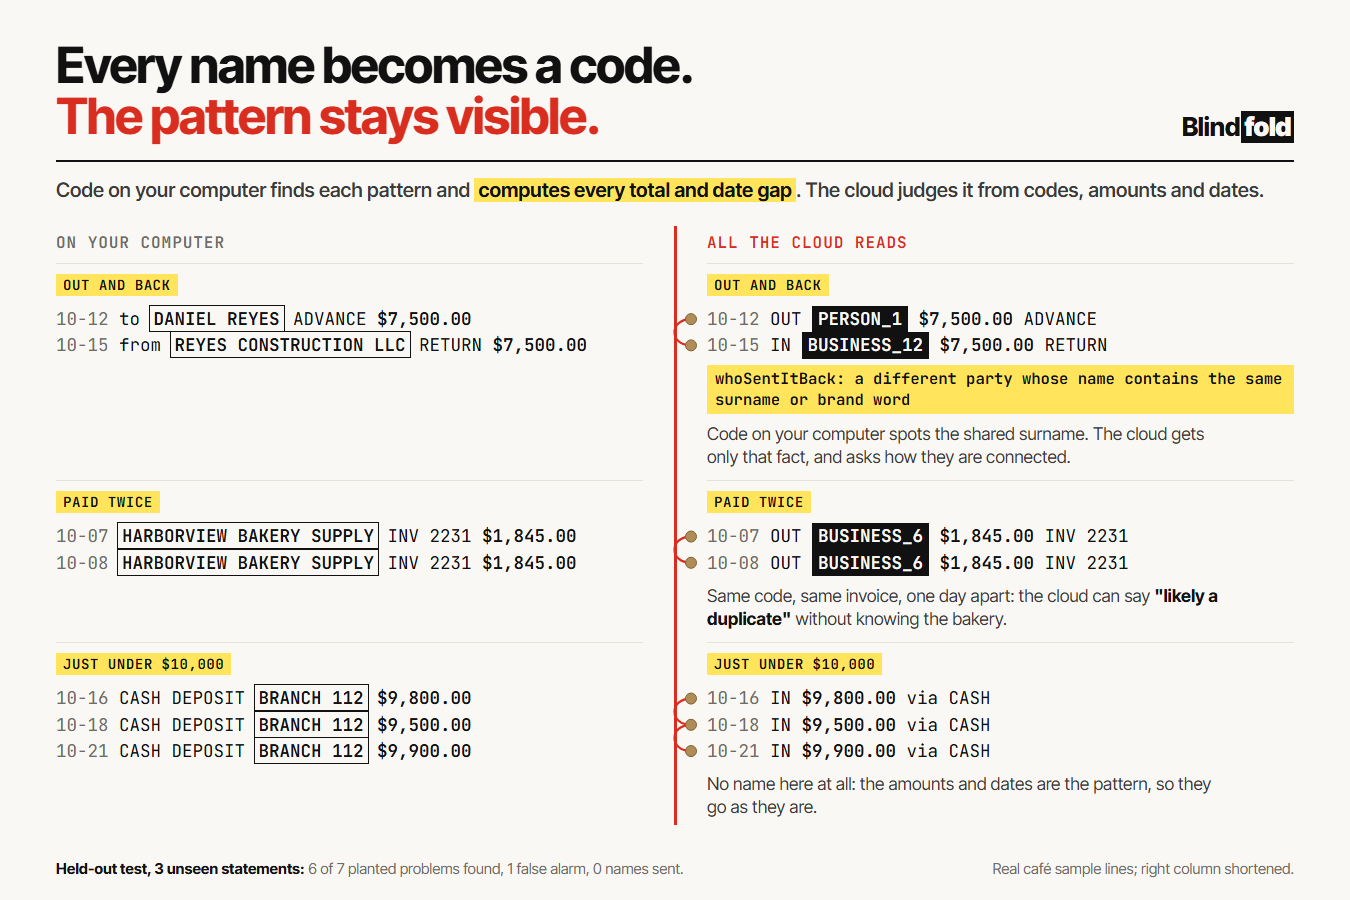 Every name becomes a code.
The pattern stays visible.
Blindfold
Code on your computer finds each pattern and computes every total and date gap. The cloud judges it from codes, amounts and dates.
ON YOUR COMPUTER
OUT AND BACK
10-12 to DANIEL REYES ADVANCE $7,500.00
10-15 from REYES CONSTRUCTION LLC RETURN $7,500.00
PAID TWICE
10-07 HARBORVIEW BAKERY SUPPLY INV 2231 $1,845.00
10-08 HARBORVIEW BAKERY SUPPLY INV 2231 $1,845.00
JUST UNDER $10,000
10-16 CASH DEPOSIT BRANCH 112 $9,800.00
10-18 CASH DEPOSIT BRANCH 112 $9,500.00
10-21 CASH DEPOSIT BRANCH 112 $9,900.00
ALL THE CLOUD READS
OUT AND BACK
10-12 OUT PERSON_1 $7,500.00 ADVANCE
10-15 IN BUSINESS_12 $7,500.00 RETURN
whoSentItBack: a different party whose name contains the same
surname or brand word
Code on your computer spots the shared surname. The cloud gets
only that fact, and asks how they are connected.
PAID TWICE
10-07 OUT BUSINESS_6 $1,845.00 INV 2231
10-08 OUT BUSINESS_6 $1,845.00 INV 2231
Same code, same invoice, one day apart: the cloud can say "likely a
duplicate" without knowing the bakery.
JUST UNDER $10,000
10-16 IN $9,800.00 via CASH
10-18 IN $9,500.00 via CASH
10-21 IN $9,900.00 via CASH
No name here at all: the amounts and dates are the pattern, so they
go as they are.
Held-out test, 3 unseen statements: 6 of 7 planted problems found, 1 false alarm, 0 names sent.
Real café sample lines; right column shortened.